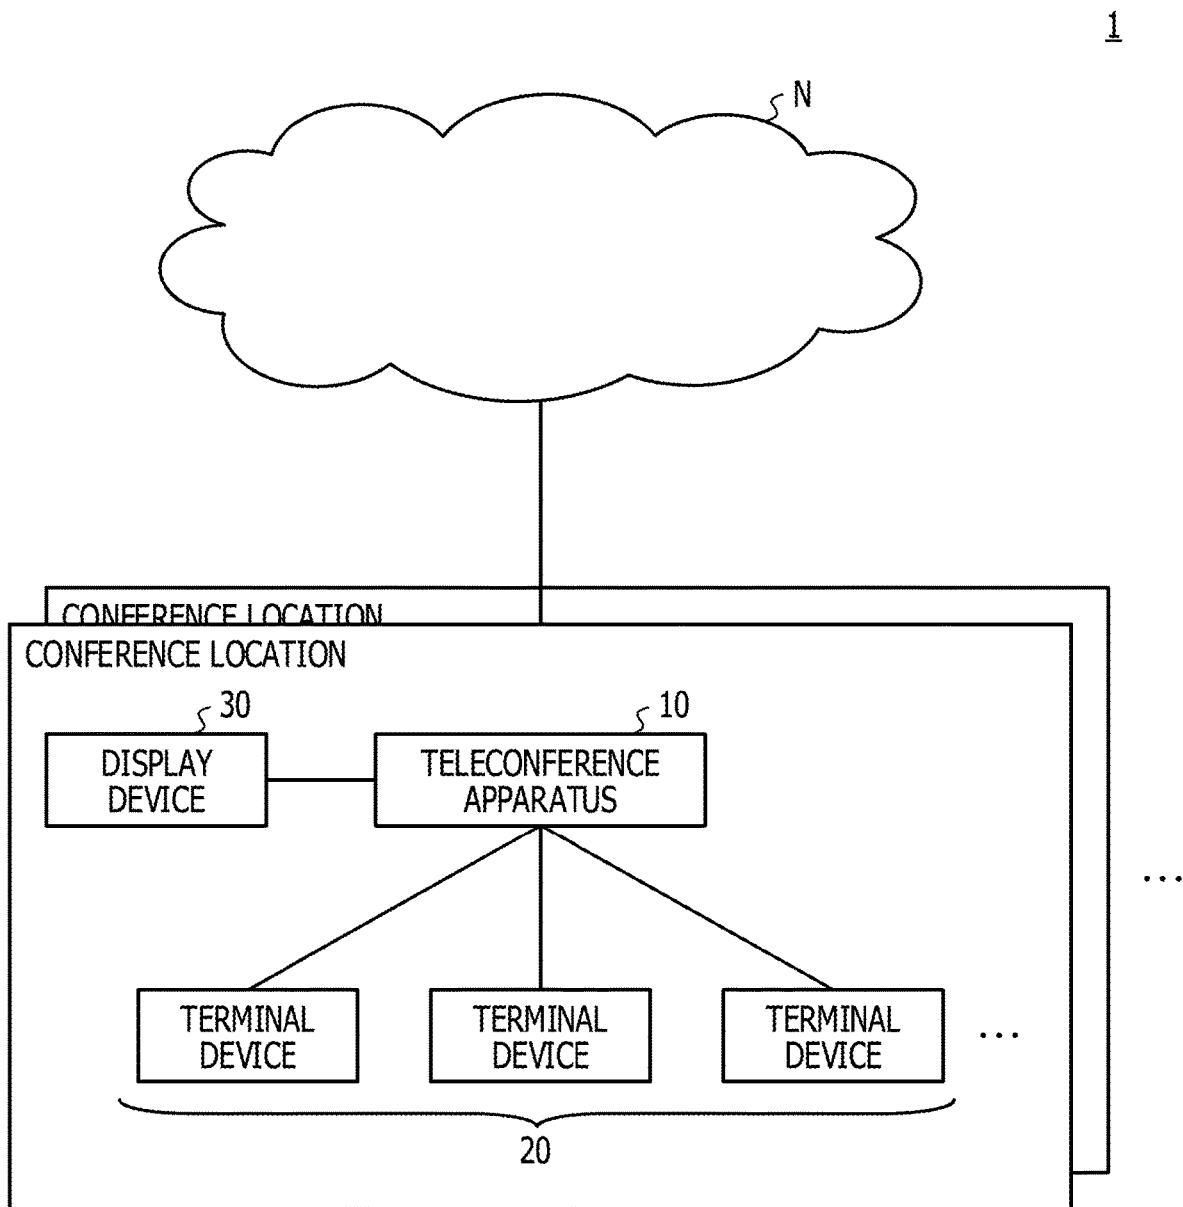 1
N
CONFERENCE LOCATION
CONFERENCE LOCATION
30
10
DISPLAY
DEVICE
TELECONFERENCE
APPARATUS
...
TERMINAL
DEVICE
TERMINAL
DEVICE
TERMINAL
DEVICE
...
20